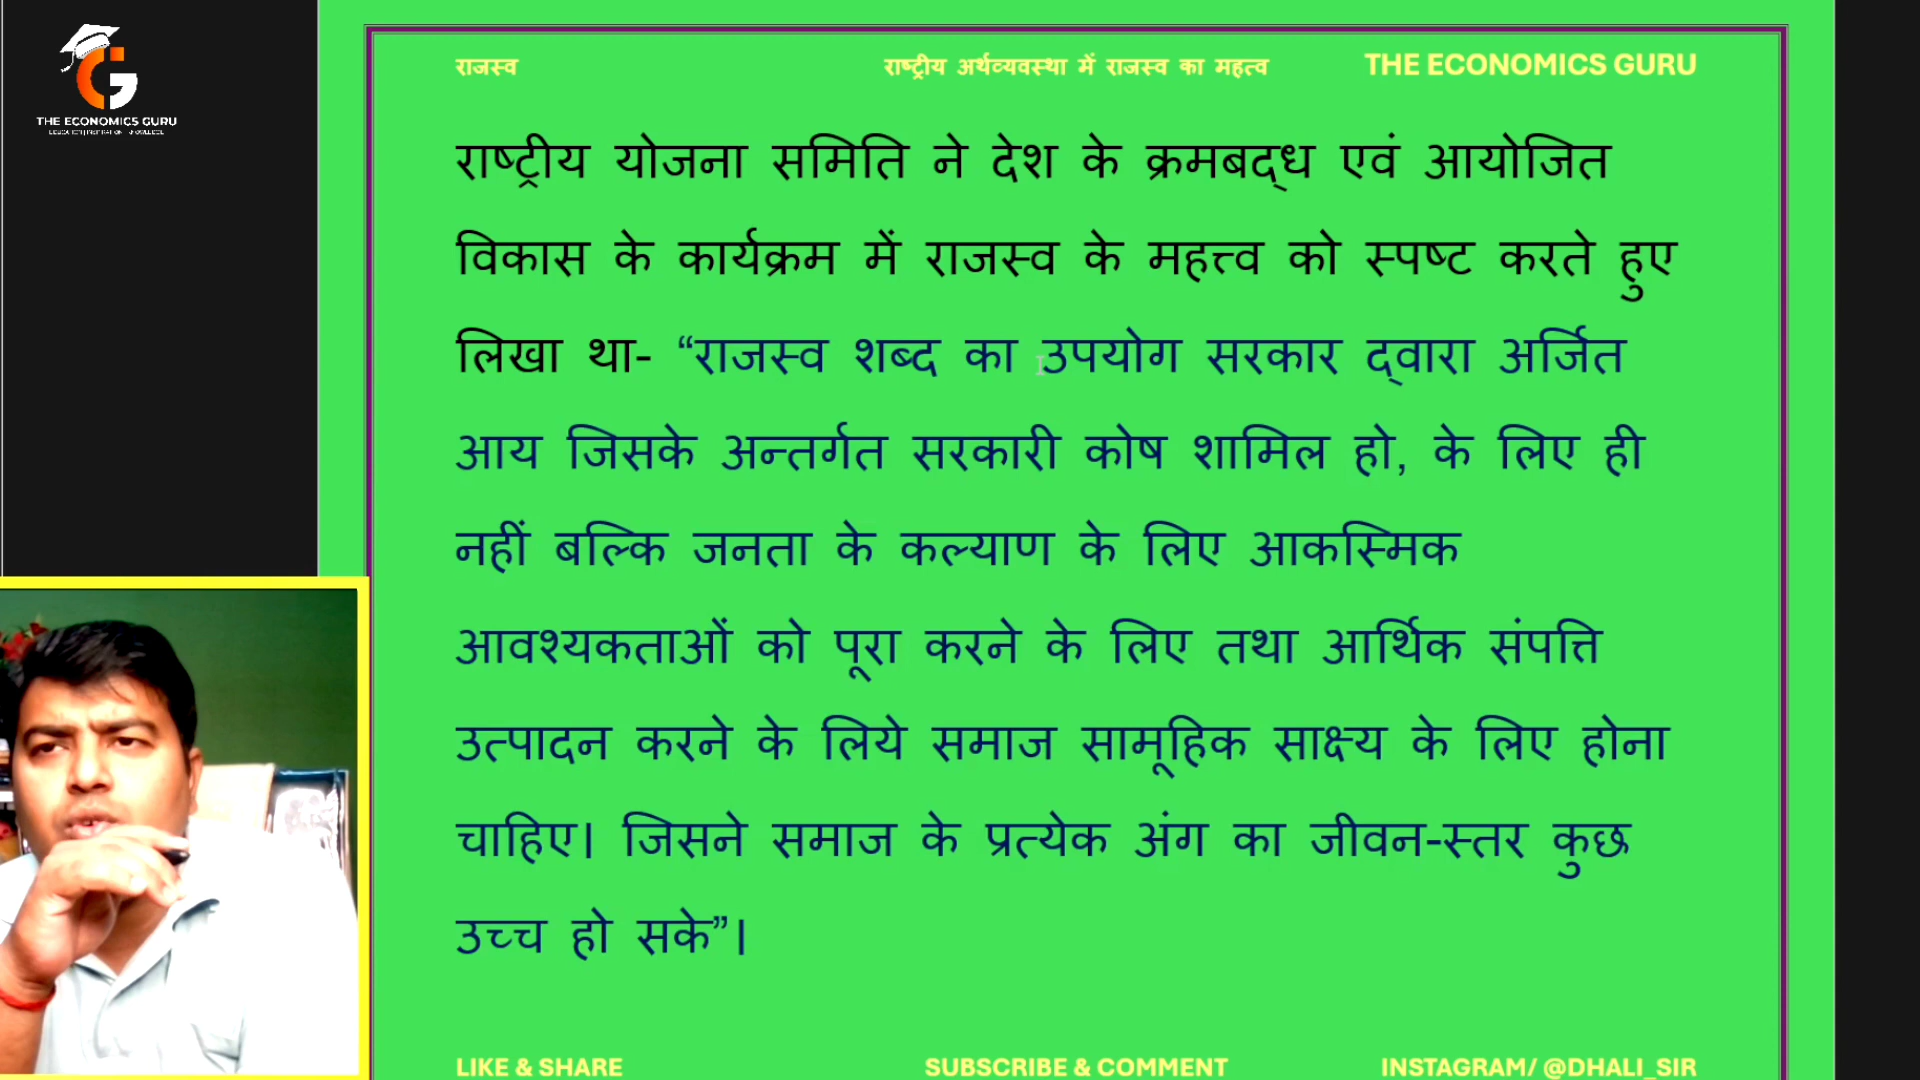 THE ECONOMICS GURU
राजस्व
राष्ट्रीय अर्थव्यवस्था में राजस्व का महत्व
THE ECONOMICS GURU
राष्ट्रीय योजना समिति ने देश के क्रमबद्ध एवं आयोजित
विकास के कार्यक्रम में राजस्व के महत्त्व को स्पष्ट करते हुए
लिखा था- “राजस्व शब्द का उपयोग सरकार द्वारा अर्जित
आय जिसके अन्तर्गत सरकारी कोष शामिल हो, के लिए ही
नहीं बल्कि जनता के कल्याण के लिए आकस्मिक
आवश्यकताओं को पूरा करने के लिए तथा आर्थिक संपत्ति
उत्पादन करने के लिये समाज सामूहिक साक्ष्य के लिए होना
चाहिए। जिसने समाज के प्रत्येक अंग का जीवन-स्तर कुछ
उच्च हो सके”।
LIKE & SHARE
SUBSCRIBE & COMMENT
INSTAGRAM/ @DHALI_SIR